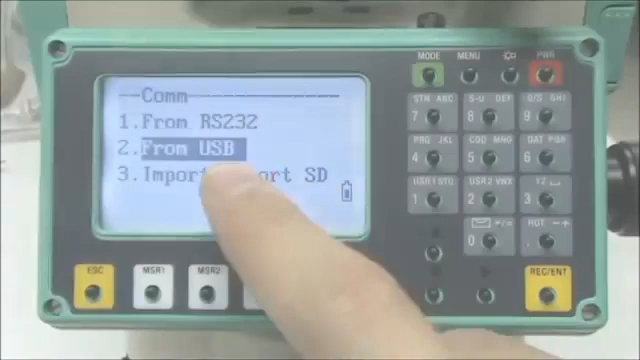 Comm
1.From RS232
2.From USB
3.Import ort SD
MODE MENU PWR
STN ABC S-U DEF O/S GHI
7 8 9
PRG JKL COD MNO DAT PQR
4 5 6
USR1 STU USR2 VWX YZ
1 2 3
ROT -+
0 .
ESC MSR1 MSR2 REC/ENT